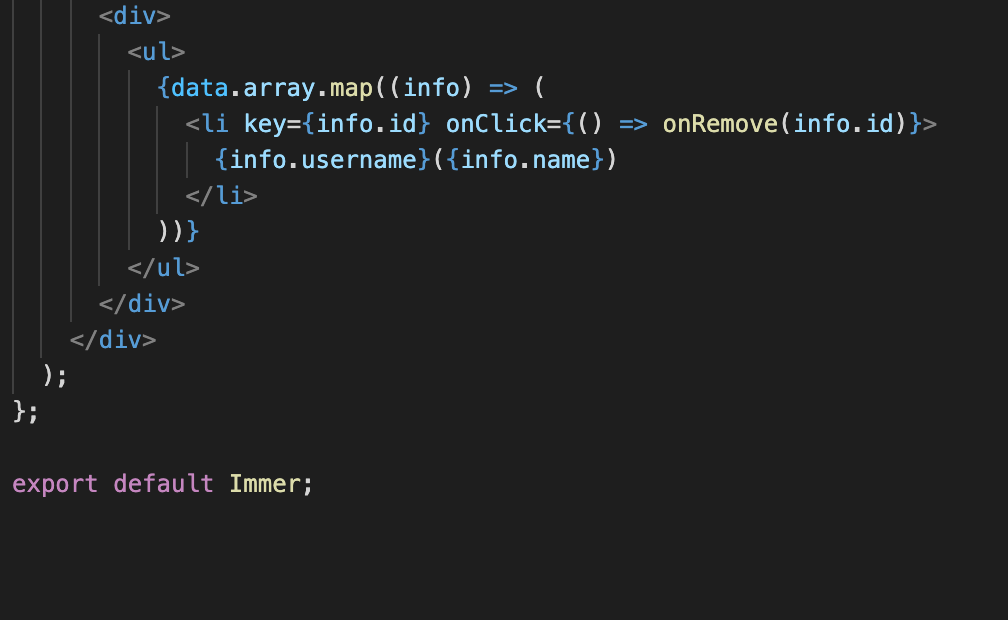 <div>
<ul>
{data.array.map((info) => (
<li key={info.id} onClick={() => onRemove(info.id)}>
{info.username}({info.name})
</li>
))}
</ul>
</div>
</div>
);
};
export default Immer;